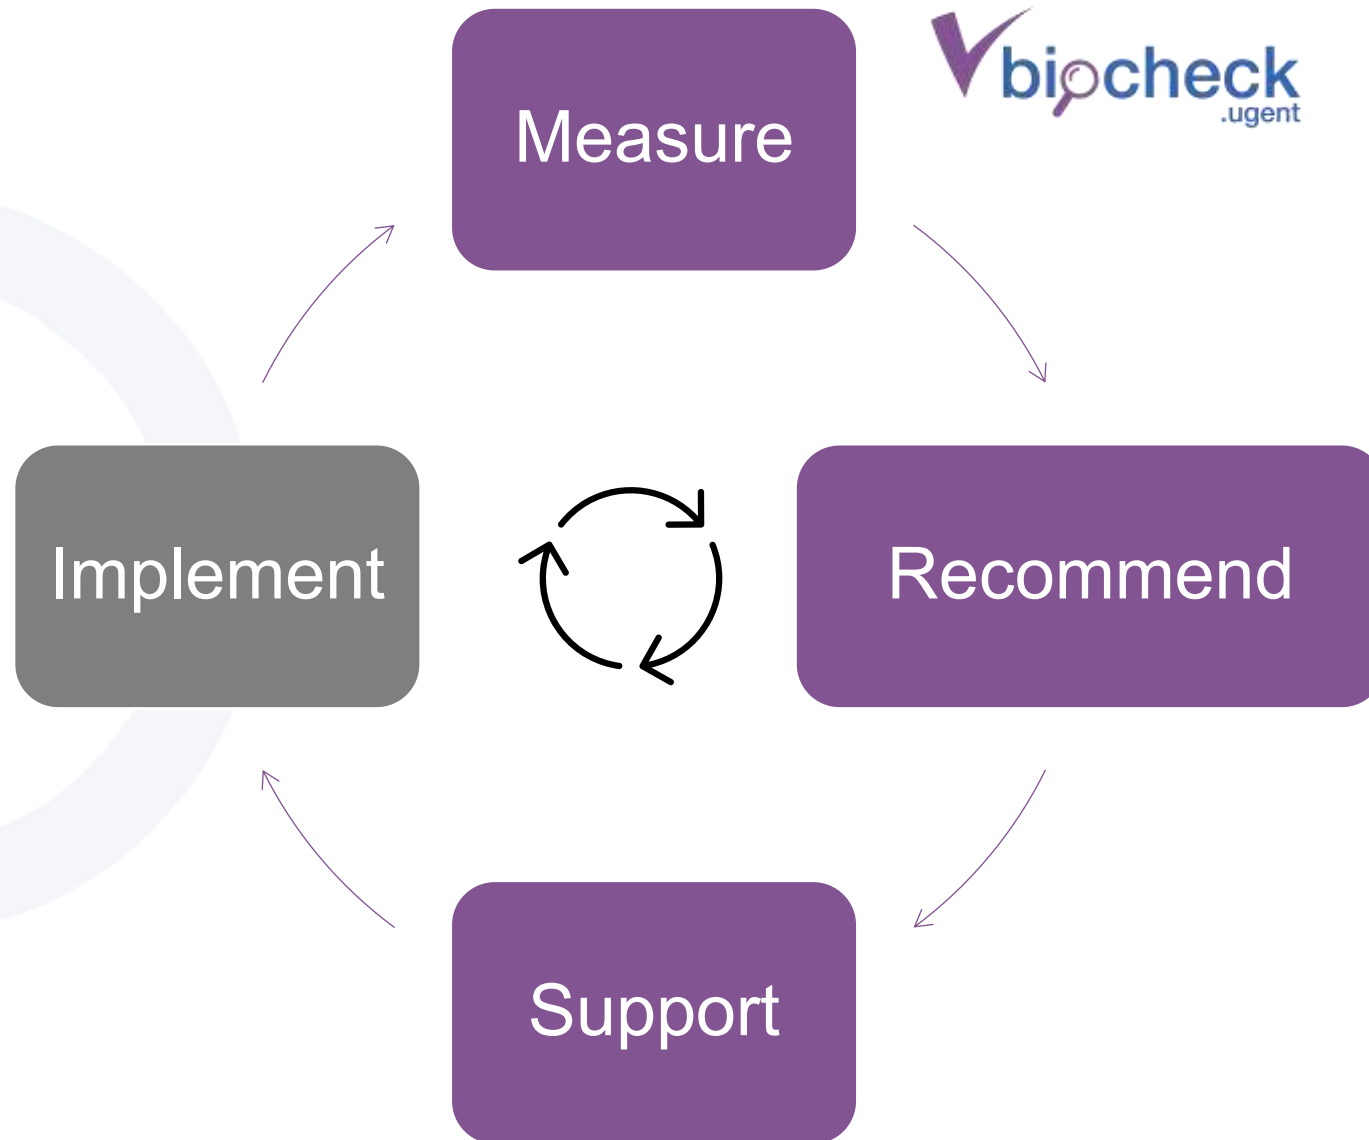 biocheck
.ugent
Measure
Implement
Recommend
Support